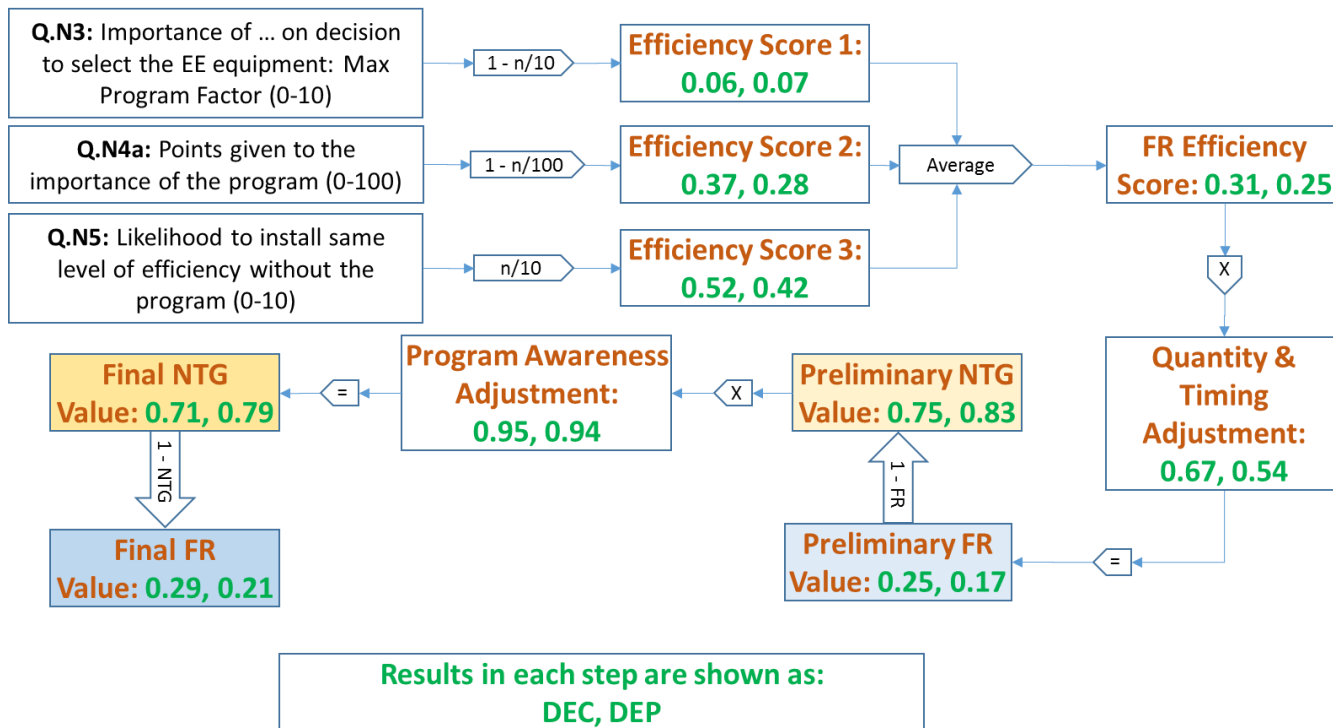 Q.N3: Importance of ... on decision
to select the EE equipment: Max
Program Factor (0-10)
1 - n/10
Efficiency Score 1:
0.06, 0.07
Q.N4a: Points given to the
importance of the program (0-100)
1 - n/100
Efficiency Score 2:
0.37, 0.28
Average
FR Efficiency
Score: 0.31, 0.25
Q.N5: Likelihood to install same
level of efficiency without the
program (0-10)
n/10
Efficiency Score 3:
0.52, 0.42
X
Quantity &
Timing
Adjustment:
0.67, 0.54
=
Preliminary FR
Value: 0.25, 0.17
1 - FR
Preliminary NTG
Value: 0.75, 0.83
X
Program Awareness
Adjustment:
0.95, 0.94
=
Final NTG
Value: 0.71, 0.79
1 - NTG
Final FR
Value: 0.29, 0.21
Results in each step are shown as:
DEC, DEP